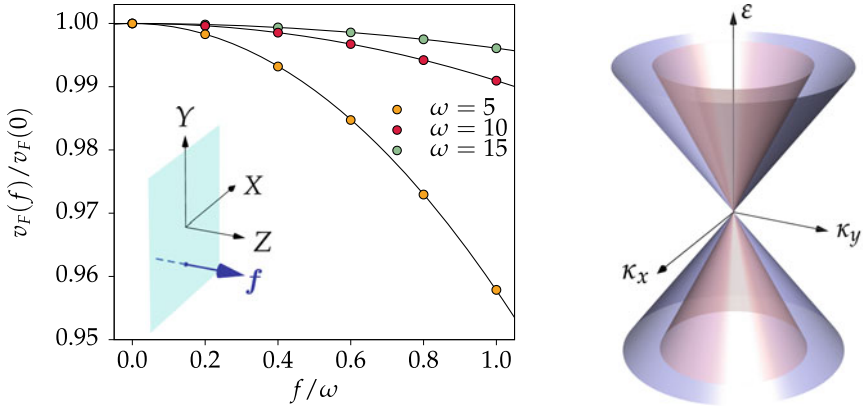 v_F(f)/v_F(0)
1.00
0.99
0.98
0.97
0.96
0.95
ω = 5
ω = 10
ω = 15
Y
X
Z
f
0.0 0.2 0.4 0.6 0.8 1.0
f/ω
ε
κ_y
κ_x